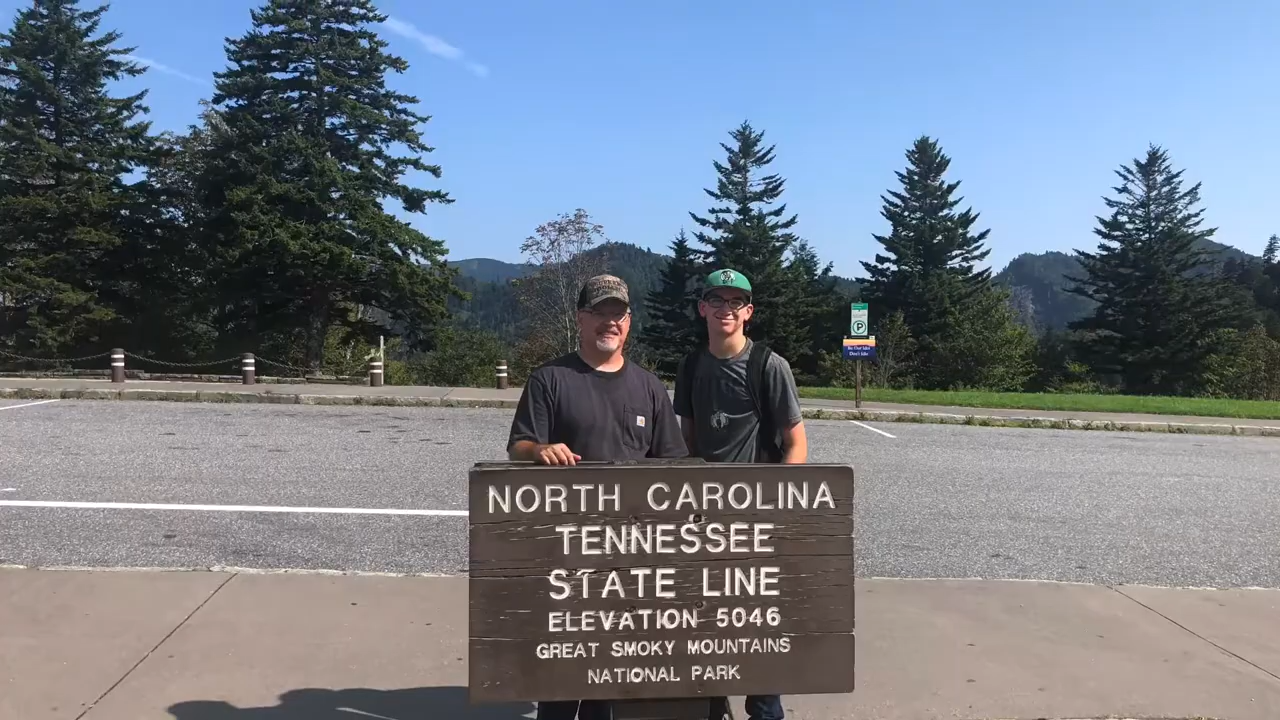 NORTH CAROLINA
TENNESSEE
STATE LINE
ELEVATION 5046
GREAT SMOKY MOUNTAINS
NATIONAL PARK
P